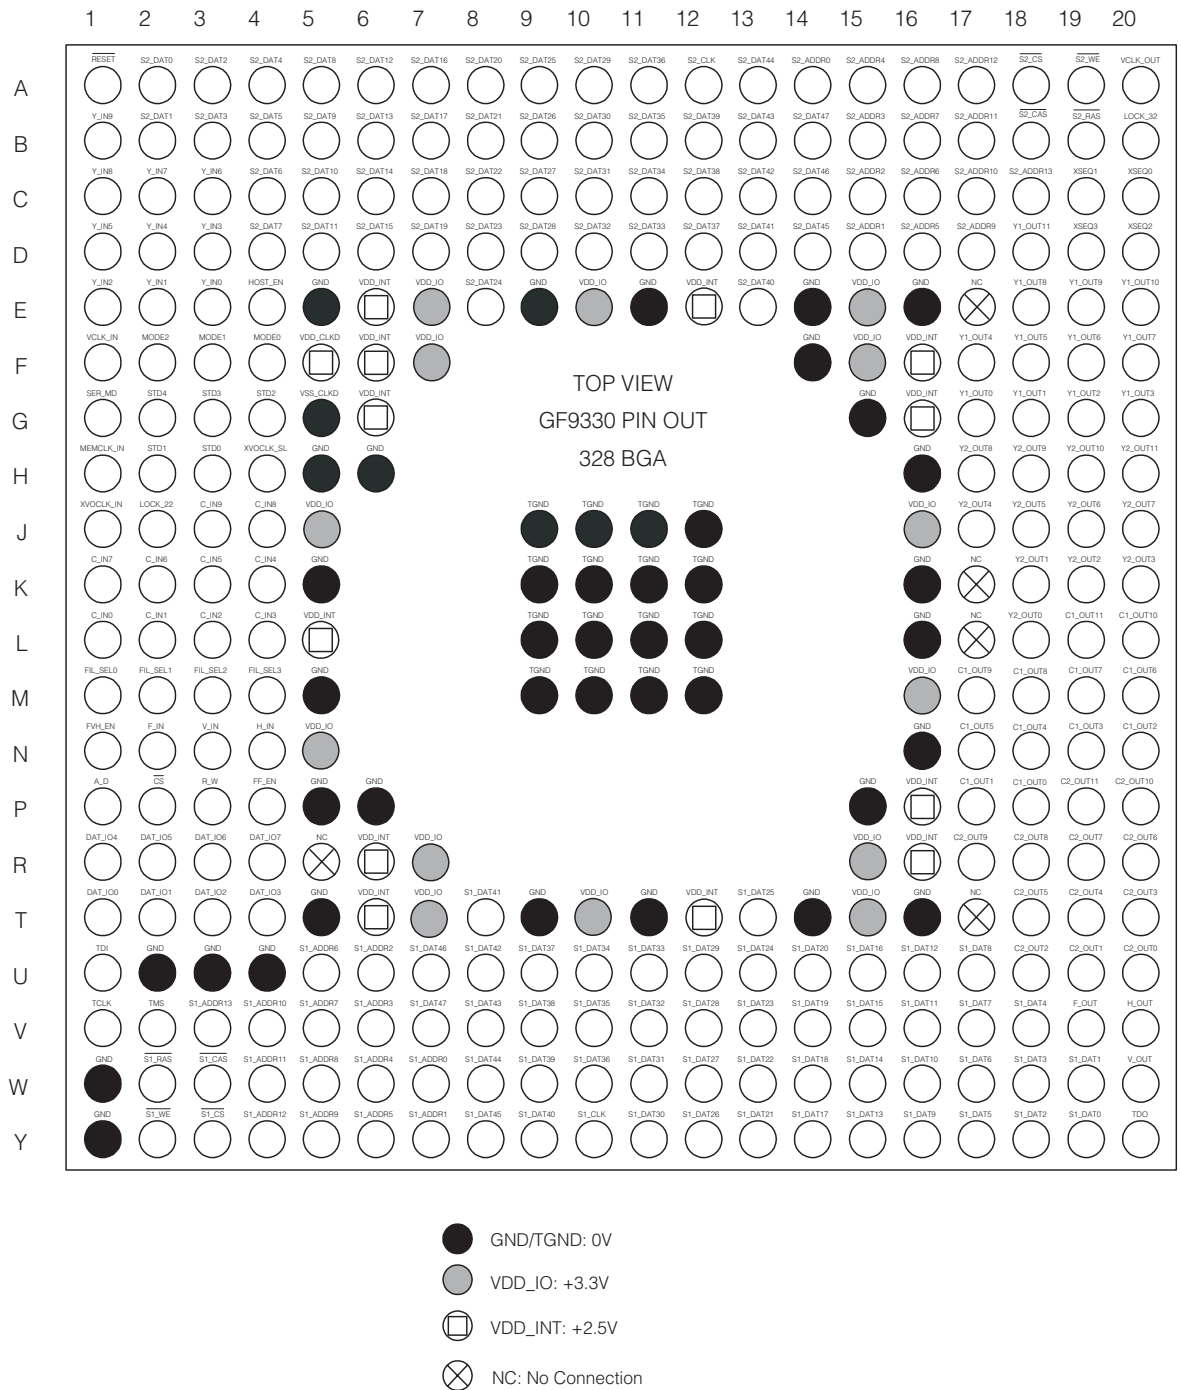 1 2 3 4 5 6 7 8 9 10 11 12 13 14 15 16 17 18 19 20
RESET S2_DAT0 S2_DAT2 S2_DAT4 S2_DAT8 S2_DAT12 S2_DAT16 S2_DAT20 S2_DAT25 S2_DAT29 S2_DAT36 S2_CLK S2_DAT44 S2_ADDR0 S2_ADDR4 S2_ADDR8 S2_ADDR12 S2_CS S2_WE VCLK_OUT
A
Y_IN9 S2_DAT1 S2_DAT3 S2_DAT5 S2_DAT9 S2_DAT13 S2_DAT17 S2_DAT21 S2_DAT26 S2_DAT30 S2_DAT35 S2_DAT39 S2_DAT43 S2_DAT47 S2_ADDR3 S2_ADDR7 S2_ADDR11 S2_CAS S2_RAS LOCK_32
B
Y_IN8 Y_IN7 Y_IN6 S2_DAT6 S2_DAT10 S2_DAT14 S2_DAT18 S2_DAT22 S2_DAT27 S2_DAT31 S2_DAT34 S2_DAT38 S2_DAT42 S2_DAT46 S2_ADDR2 S2_ADDR6 S2_ADDR10 S2_ADDR13 XSEQ1 XSEQ0
C
Y_IN5 Y_IN4 Y_IN3 S2_DAT7 S2_DAT11 S2_DAT15 S2_DAT19 S2_DAT23 S2_DAT28 S2_DAT32 S2_DAT33 S2_DAT37 S2_DAT41 S2_DAT45 S2_ADDR1 S2_ADDR5 S2_ADDR9 Y1_OUT11 XSEQ3 XSEQ2
D
Y_IN2 Y_IN1 Y_IN0 HOST_EN GND VDD_INT VDD_IO S2_DAT24 GND VDD_IO GND VDD_INT S2_DAT40 GND VDD_IO GND NC Y1_OUT8 Y1_OUT9 Y1_OUT10
E
VCLK_IN MODE2 MODE1 MODE0 VDD_CLKD VDD_INT VDD_IO GND VDD_IO VDD_INT Y1_OUT4 Y1_OUT5 Y1_OUT6 Y1_OUT7
F
TOP VIEW
SER_MD STD4 STD3 STD2 VSS_CLKD VDD_INT GND VDD_INT Y1_OUT0 Y1_OUT1 Y1_OUT2 Y1_OUT3
G
GF9330 PIN OUT
MEMCLK_IN STD1 STD0 XVOCLK_SL GND GND GND Y2_OUT8 Y2_OUT9 Y2_OUT10 Y2_OUT11
328 BGA
H
XVOCLK_IN LOCK_22 C_IN9 C_IN8 VDD_IO TGND TGND TGND TGND VDD_IO Y2_OUT4 Y2_OUT5 Y2_OUT6 Y2_OUT7
J
C_IN7 C_IN6 C_IN5 C_IN4 GND TGND TGND TGND TGND GND NC Y2_OUT1 Y2_OUT2 Y2_OUT3
K
C_IN0 C_IN1 C_IN2 C_IN3 VDD_INT TGND TGND TGND TGND GND NC Y2_OUT0 C1_OUT11 C1_OUT10
L
FIL_SEL0 FIL_SEL1 FIL_SEL2 FIL_SEL3 GND TGND TGND TGND TGND VDD_IO C1_OUT9 C1_OUT8 C1_OUT7 C1_OUT6
M
FVH_EN F_IN V_IN H_IN VDD_IO GND C1_OUT5 C1_OUT4 C1_OUT3 C1_OUT2
N
A_D CS R_W FF_EN GND GND GND VDD_INT C1_OUT1 C1_OUT0 C2_OUT11 C2_OUT10
P
DAT_IO4 DAT_IO5 DAT_IO6 DAT_IO7 NC VDD_INT VDD_IO VDD_IO VDD_INT C2_OUT9 C2_OUT8 C2_OUT7 C2_OUT6
R
DAT_IO0 DAT_IO1 DAT_IO2 DAT_IO3 GND VDD_INT VDD_IO S1_DAT41 GND VDD_IO GND VDD_INT S1_DAT25 GND VDD_IO GND NC C2_OUT5 C2_OUT4 C2_OUT3
T
TDI GND GND GND S1_ADDR6 S1_ADDR2 S1_DAT46 S1_DAT42 S1_DAT37 S1_DAT34 S1_DAT33 S1_DAT29 S1_DAT24 S1_DAT20 S1_DAT16 S1_DAT12 S1_DAT8 C2_OUT2 C2_OUT1 C2_OUT0
U
TCLK TMS S1_ADDR13 S1_ADDR10 S1_ADDR7 S1_ADDR3 S1_DAT47 S1_DAT43 S1_DAT38 S1_DAT35 S1_DAT32 S1_DAT28 S1_DAT23 S1_DAT19 S1_DAT15 S1_DAT11 S1_DAT7 S1_DAT4 F_OUT H_OUT
V
GND S1_RAS S1_CAS S1_ADDR11 S1_ADDR8 S1_ADDR4 S1_ADDR0 S1_DAT44 S1_DAT39 S1_DAT36 S1_DAT31 S1_DAT27 S1_DAT22 S1_DAT18 S1_DAT14 S1_DAT10 S1_DAT6 S1_DAT3 S1_DAT1 V_OUT
W
GND S1_WE S1_CS S1_ADDR12 S1_ADDR9 S1_ADDR5 S1_ADDR1 S1_DAT45 S1_DAT40 S1_CLK S1_DAT30 S1_DAT26 S1_DAT21 S1_DAT17 S1_DAT13 S1_DAT9 S1_DAT5 S1_DAT2 S1_DAT0 TDO
Y
GND/TGND: 0V
VDD_IO: +3.3V
VDD_INT: +2.5V
NC: No Connection